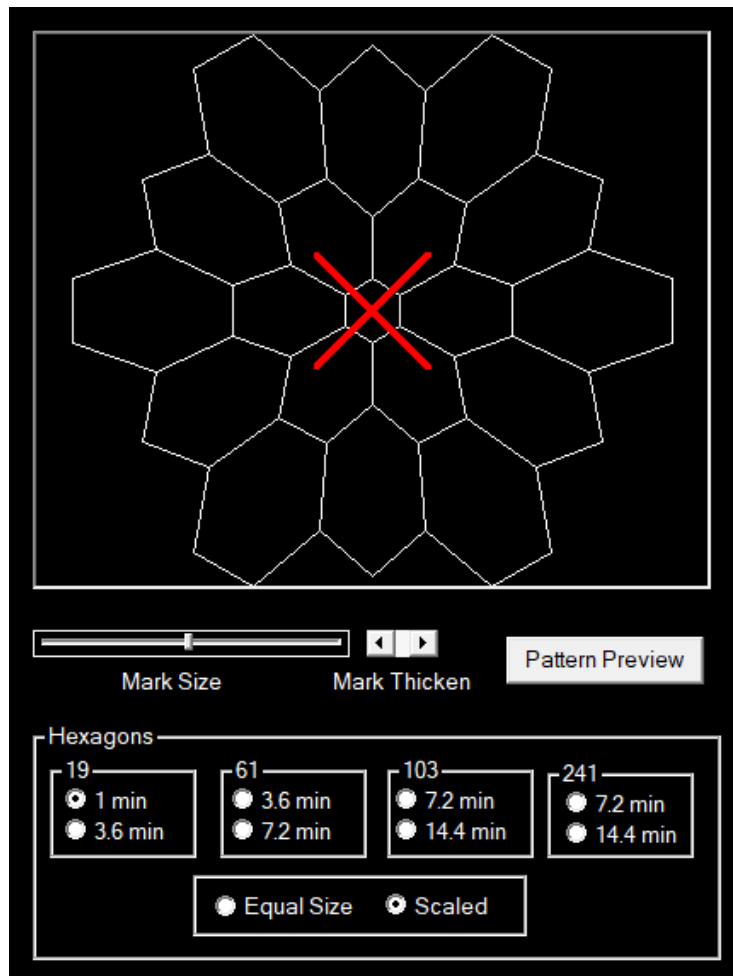 Pattern Preview
Mark Size
Mark Thicken
Hexagons
19
1 min
3.6 min
61
3.6 min
7.2 min
103
7.2 min
14.4 min
241
7.2 min
14.4 min
Equal Size
Scaled